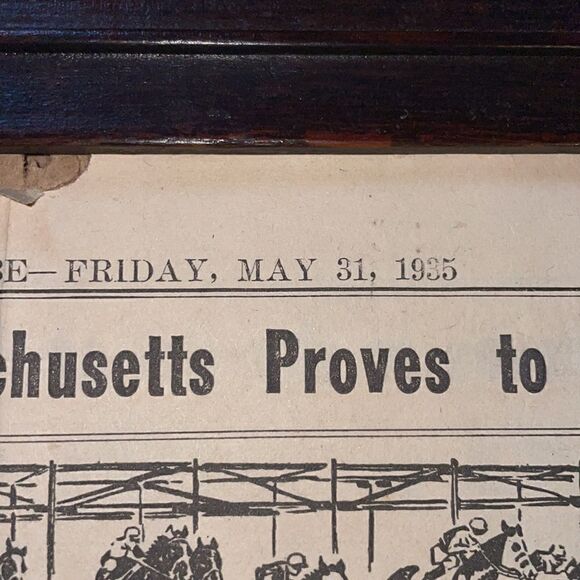 E—FRIDAY, MAY 31, 1935
chusetts Proves to